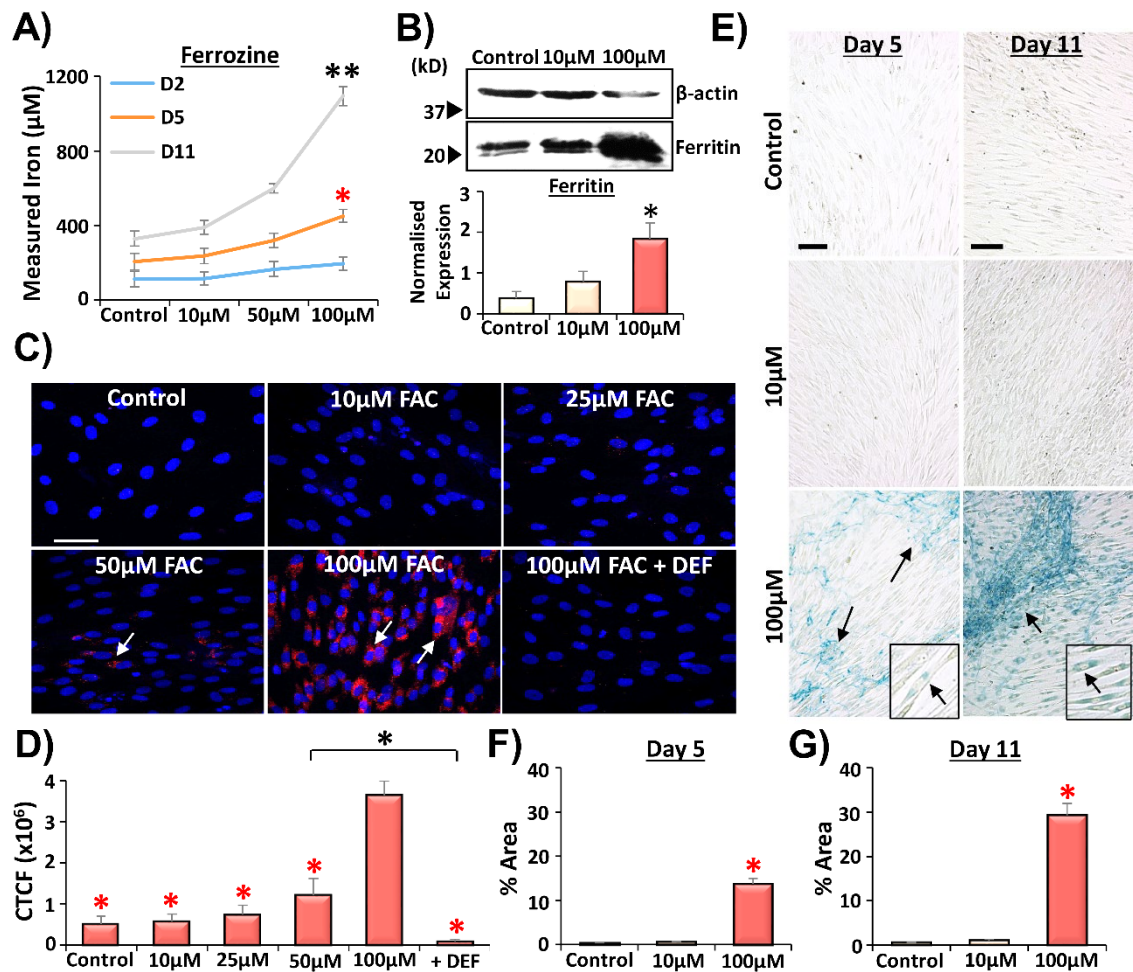 A)
Ferrozine
Measured Iron (µM)
1200
800
400
0
D2
D5
D11
**
*
Control 10µM 50µM 100µM
B)
(kD) Control 10µM 100µM
37 β-actin
20 Ferritin
Ferritin
Normalised
Expression
3
2
1
0
*
Control 10µM 100µM
C)
Control 10µM FAC 25µM FAC
50µM FAC 100µM FAC 100µM FAC + DEF
D)
CTCF (x10⁶)
4
3
2
1
0
* * * * * *
Control 10µM 25µM 50µM 100µM + DEF
E)
Day 5 Day 11
Control
10µM
100µM
F)
Day 5
% Area
40
30
20
10
0
*
Control 10µM 100µM
G)
Day 11
% Area
40
30
20
10
0
*
Control 10µM 100µM